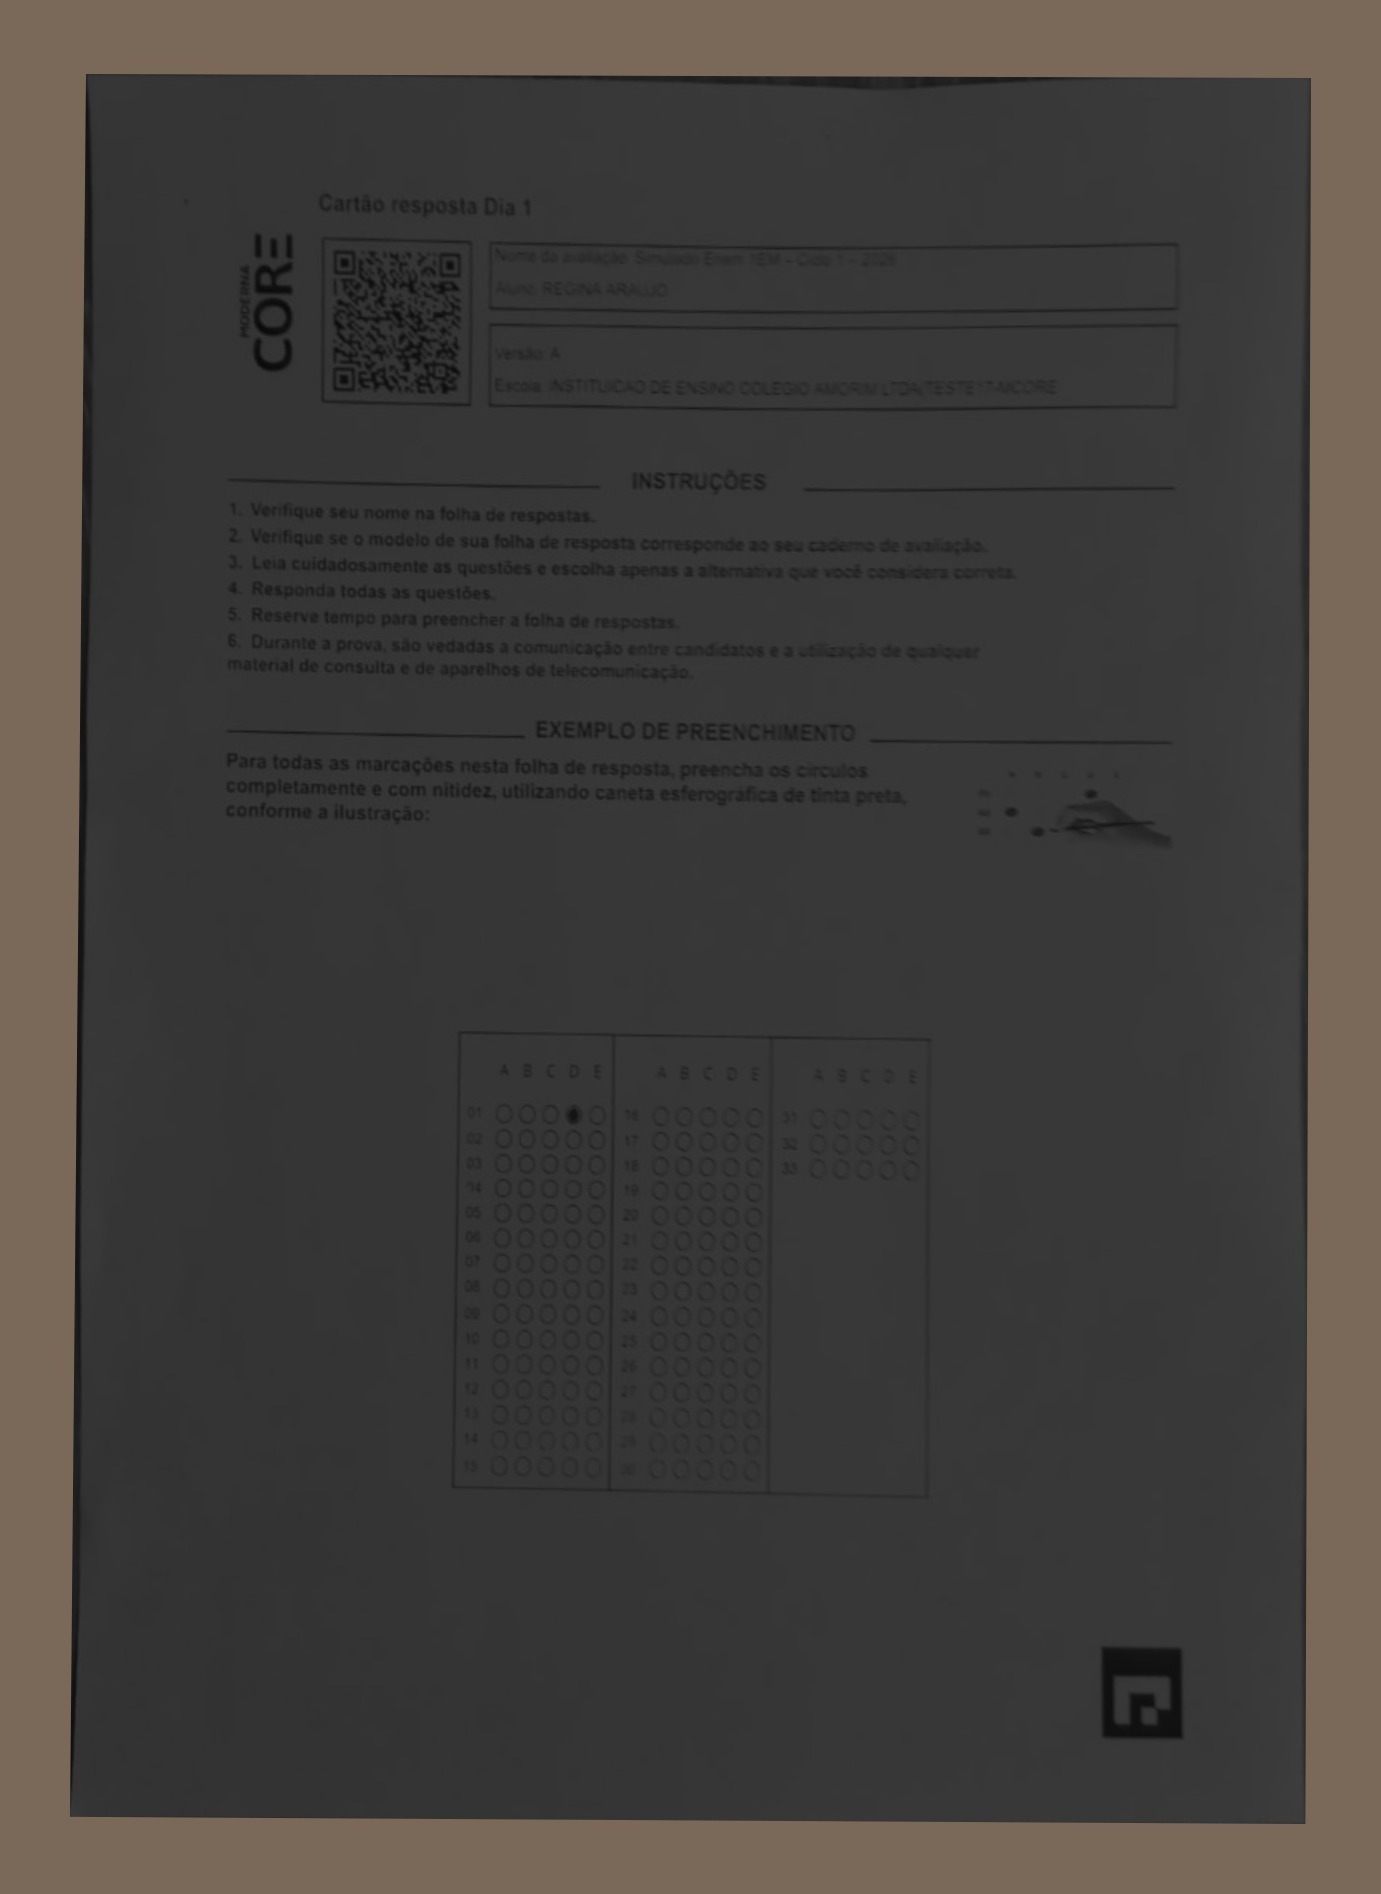 Cartão resposta Dia 1
MODERNA
CORE
Nome da avaliação: Simulado Enem 1EM – Ciclo 1 – 2026
Aluno: REGINA ARAUJO
Versão: A
Escola: INSTITUICAO DE ENSINO COLEGIO AMORIM LTDA(TESTE17-MCORE
INSTRUÇÕES
1. Verifique seu nome na folha de respostas.
2. Verifique se o modelo de sua folha de resposta corresponde ao seu caderno de avaliação.
3. Leia cuidadosamente as questões e escolha apenas a alternativa que você considera correta.
4. Responda todas as questões.
5. Reserve tempo para preencher a folha de respostas.
6. Durante a prova, são vedadas a comunicação entre candidatos e a utilização de qualquer
material de consulta e de aparelhos de telecomunicação.
EXEMPLO DE PREENCHIMENTO
Para todas as marcações nesta folha de resposta, preencha os círculos
completamente e com nitidez, utilizando caneta esferográfica de tinta preta,
conforme a ilustração:
A B C D E
01
02
03
04
05
06
07
08
09
10
11
12
13
14
15
A B C D E
16
17
18
19
20
21
22
23
24
25
26
27
28
29
30
A B C D E
31
32
33